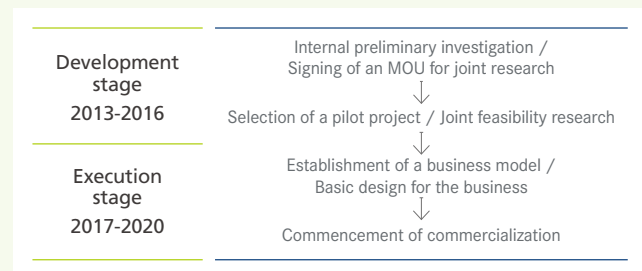 Development
stage
2013-2016
Internal preliminary investigation /
Signing of an MOU for joint research
Selection of a pilot project / Joint feasibility research
Execution
stage
2017-2020
Establishment of a business model /
Basic design for the business
Commencement of commercialization